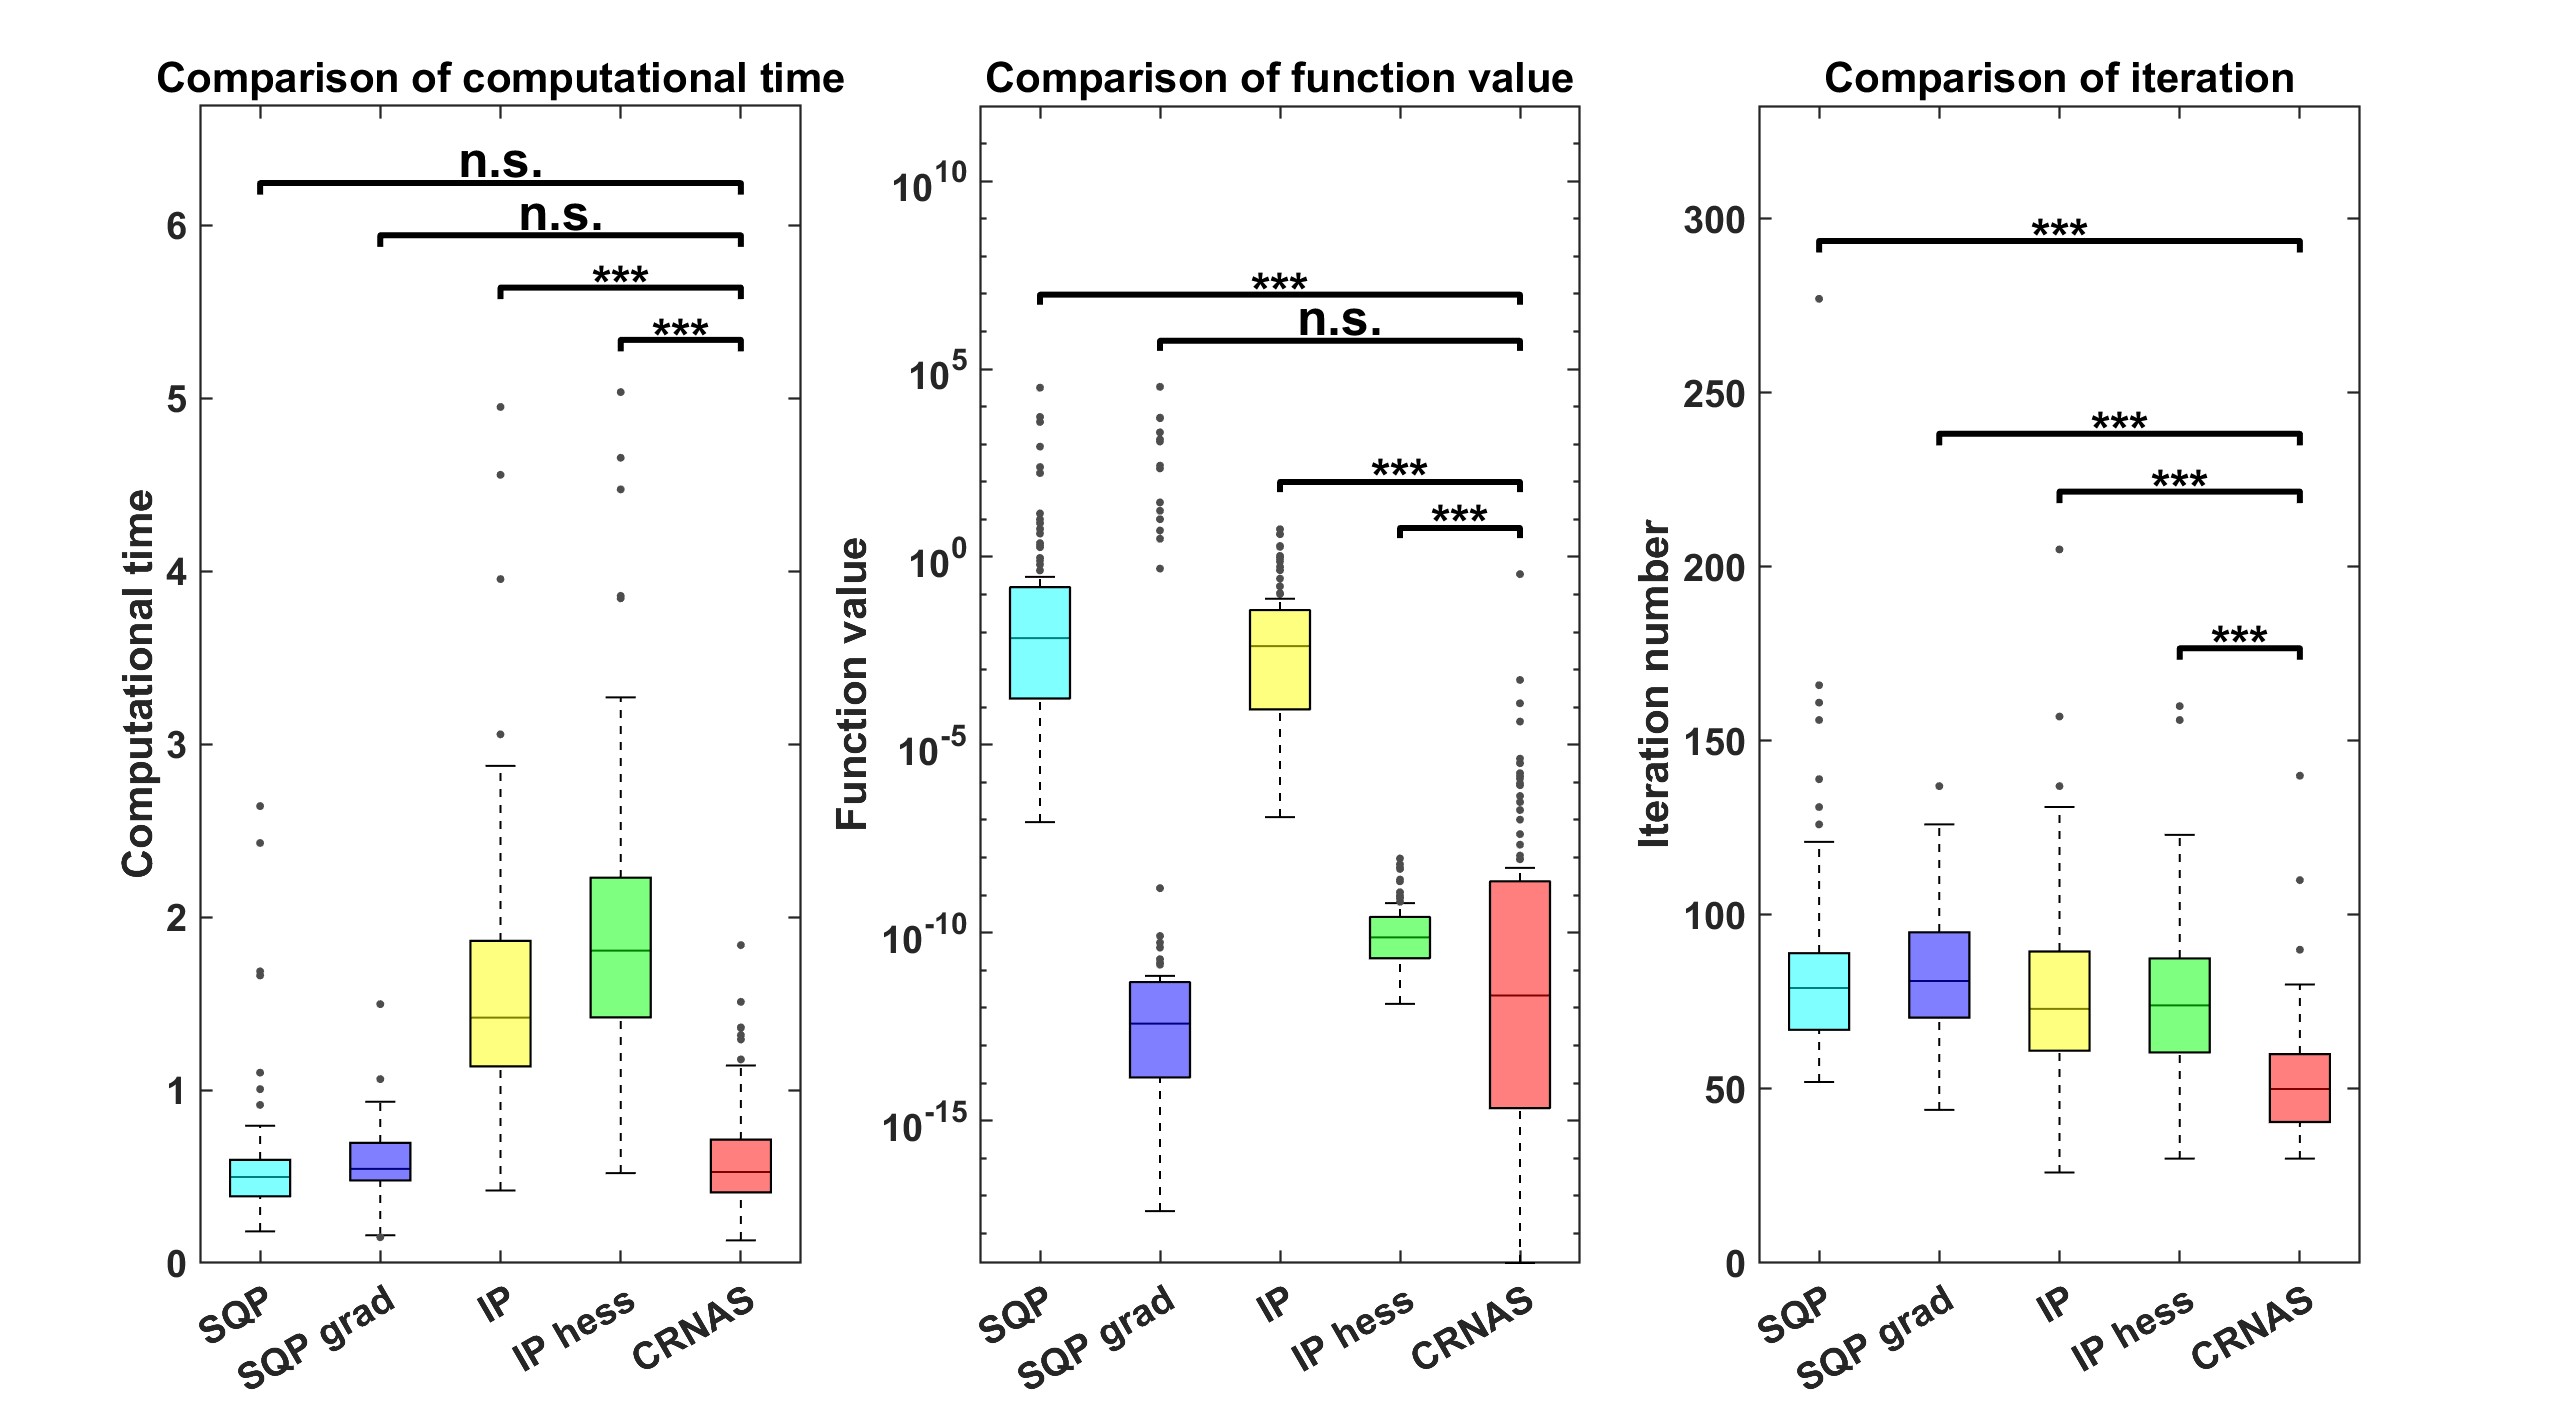 Comparison of computational time
Computational time
6
5
4
3
2
1
0
n.s.
n.s.
***
***
SQP
SQP grad
IP
IP hess
CRNAS
Comparison of function value
Function value
10^10
10^5
10^0
10^-5
10^-10
10^-15
***
n.s.
***
***
SQP
SQP grad
IP
IP hess
CRNAS
Comparison of iteration
Iteration number
300
250
200
150
100
50
0
***
***
***
***
SQP
SQP grad
IP
IP hess
CRNAS